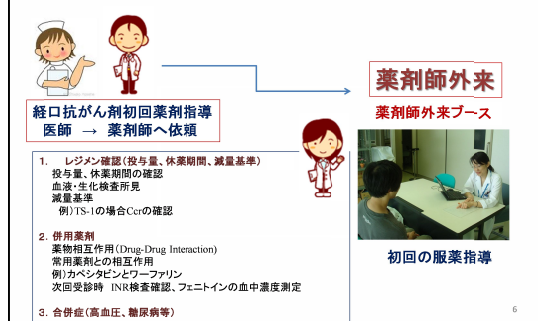 経口抗がん剤初回薬剤指導
医師 → 薬剤師へ依頼
薬剤師外来
薬剤師外来ブース
初回の服薬指導
1. レジメン確認(投与量、休薬期間、減量基準)
投与量、休薬期間の確認
血液・生化検査所見
減量基準
例)TS-1の場合Ccrの確認
2. 併用薬剤
薬物相互作用(Drug-Drug Interaction)
常用薬剤との相互作用
例)カペシタビンとワーファリン
次回受診時 INR検査確認、フェニトインの血中濃度測定
3. 合併症(高血圧、糖尿病等)
6